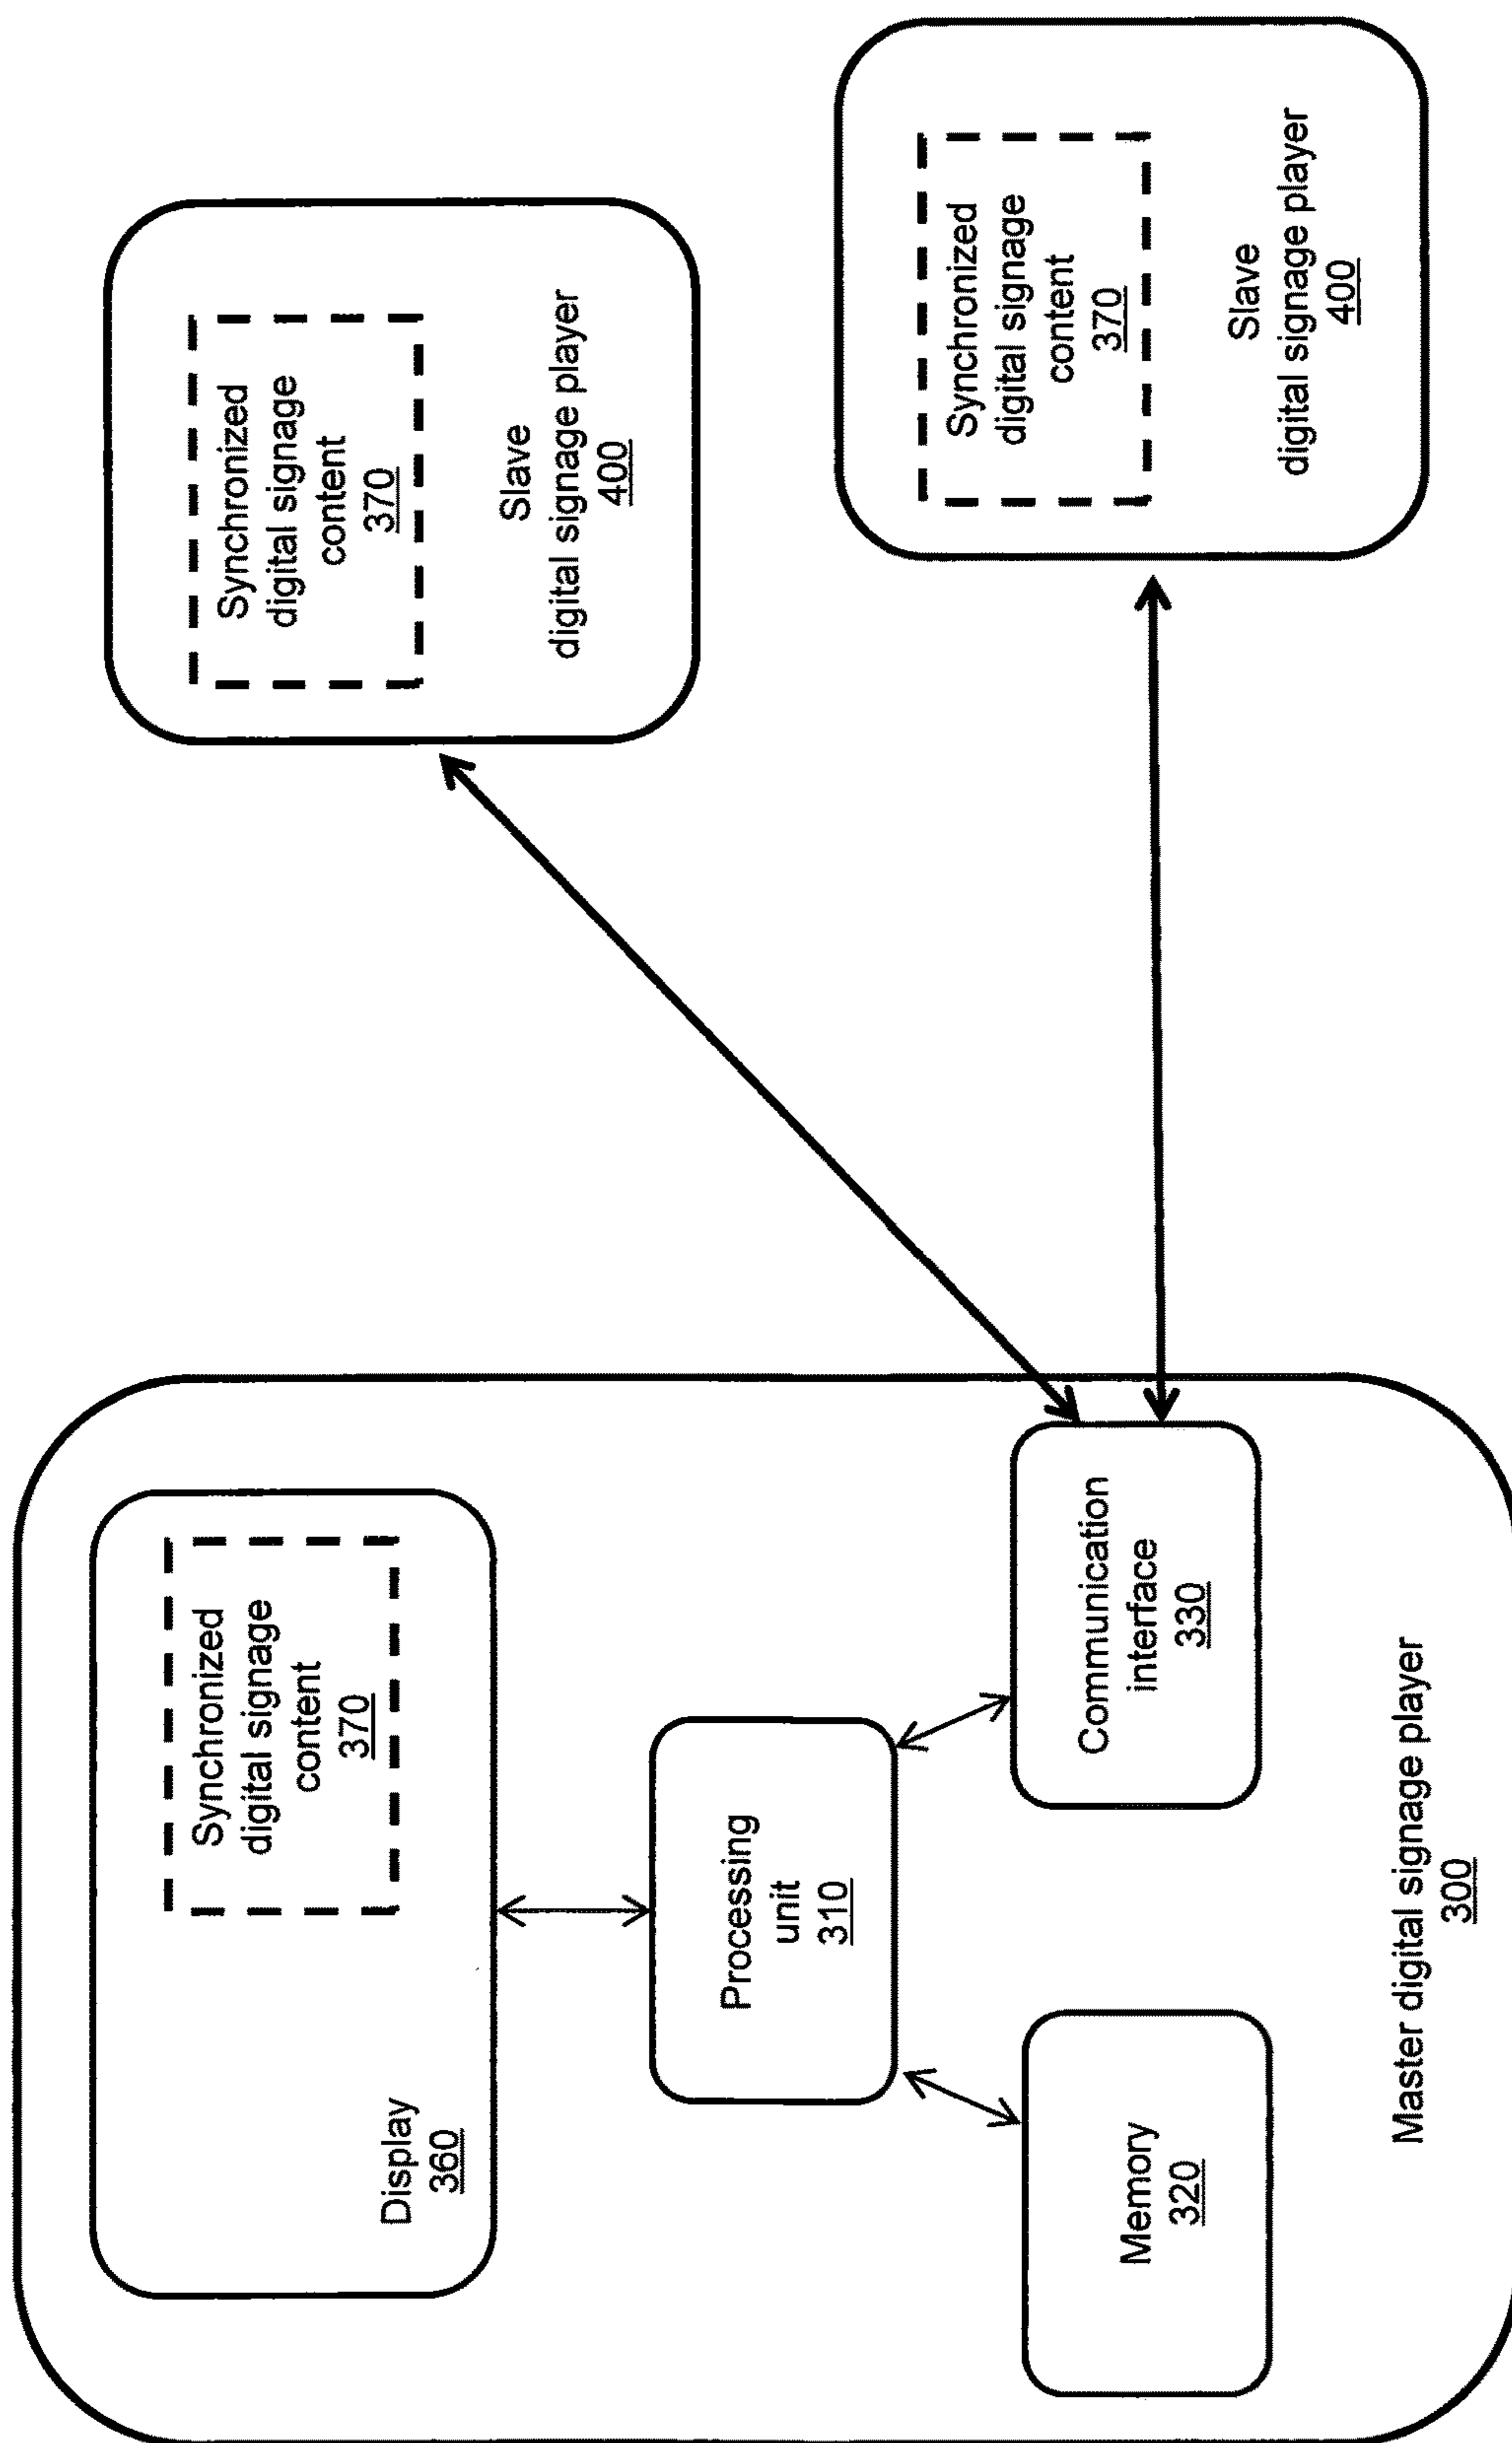 Synchronized
digital signage
content
370
Display
360
Processing
unit
310
Memory
320
Communication
interface
330
Master digital signage player
300
Synchronized
digital signage
content
370
Slave
digital signage player
400
Synchronized
digital signage
content
370
Slave
digital signage player
400